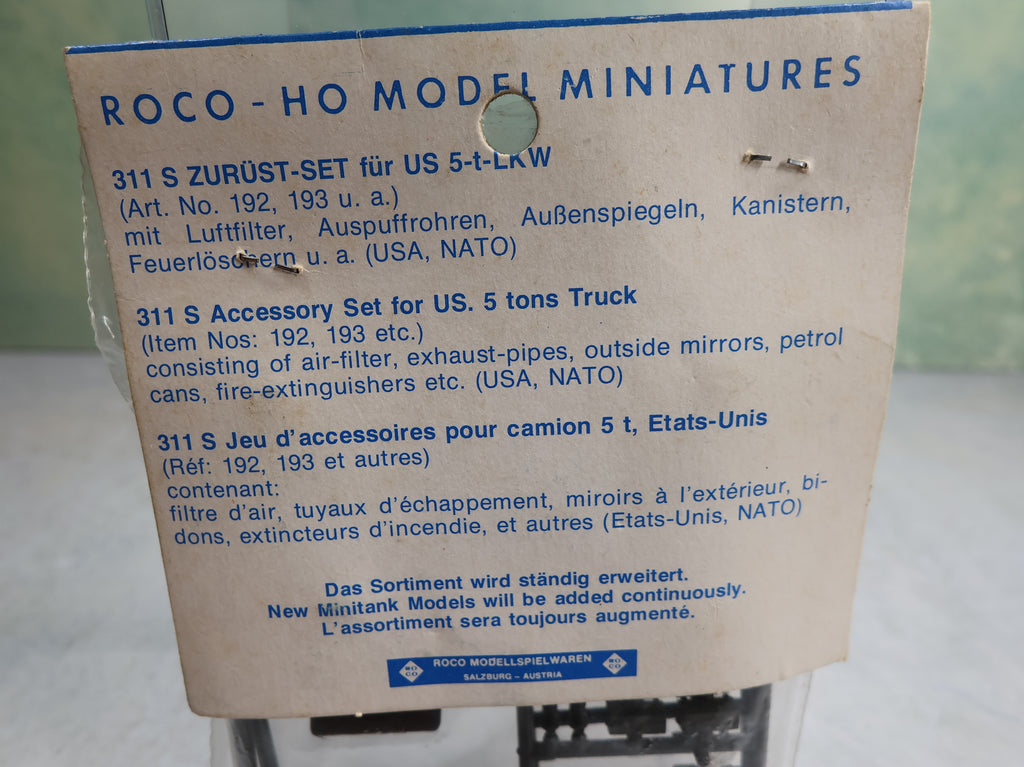 ROCO - HO MODEL MINIATURES
311 S ZURÜST-SET für US 5-t-LKW
(Art. No. 192, 193 u. a.)
mit Luftfilter, Auspuffrohren, Außenspiegeln, Kanistern,
Feuerlöschern u. a. (USA, NATO)
311 S Accessory Set for US. 5 tons Truck
(Item Nos: 192, 193 etc.)
consisting of air-filter, exhaust-pipes, outside mirrors, petrol
cans, fire-extinguishers etc. (USA, NATO)
311 S Jeu d'accessoires pour camion 5 t, Etats-Unis
(Réf: 192, 193 et autres)
contenant:
filtre d'air, tuyaux d'échappement, miroirs à l'extérieur, bi-
dons, extincteurs d'incendie, et autres (Etats-Unis, NATO)
Das Sortiment wird ständig erweitert.
New Minitank Models will be added continuously.
L'assortiment sera toujours augmenté.
RO CO ROCO MODELLSPIELWAREN RO CO
SALZBURG – AUSTRIA